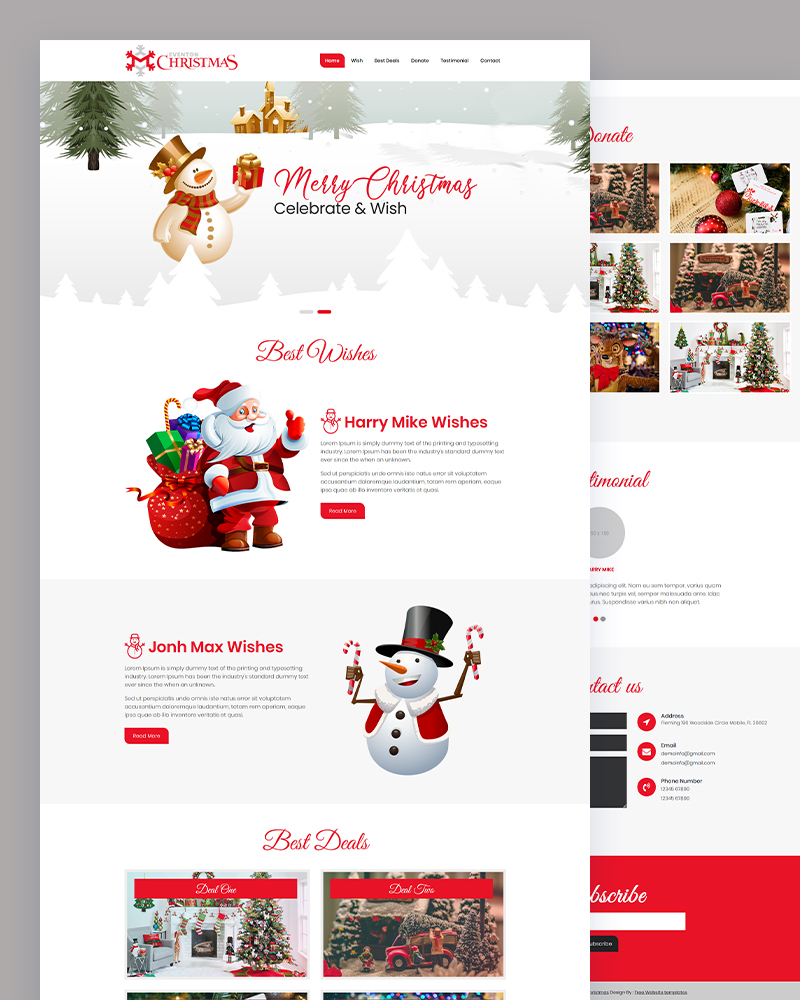 EVENTON
CHRISTMAS
Home Wish Best Deals Donate Testimonial Contact
Merry Christmas
Celebrate & Wish
Best Wishes
Harry Mike Wishes
Lorem Ipsum is simply dummy text of the printing and typesetting
industry. Lorem Ipsum has been the industry's standard dummy text
ever since the an unknown.
Sed ut perspiciatis unde omnis iste natus error sit voluptatem
accusantium doloremque laudantium, totam rem aperiam, eaque
ipsa quae ab illo inventore veritatis et quasi.
Read More
Jonh Max Wishes
Lorem Ipsum is simply dummy text of the printing and typesetting
industry. Lorem Ipsum has been the industry's standard dummy text
ever since the an unknown.
Sed ut perspiciatis unde omnis iste natus error sit voluptatem
accusantium doloremque laudantium, totam rem aperiam, eaque
ipsa quae ab illo inventore veritatis et quasi.
Read More
Best Deals
Deal One
Deal Two
Donate
timonial
ARRY MIKE
adipiscing elit. Nam eu sem tempor, varius quam
us nec turpis vel, semper malesuada ante. Idac
urus. Suspendisse varius nibh non aliquet.
tact us
Address
Fleming 196 Woodside Circle Mobile, FL 36602
Email
demoinfo@gmail.com
demoinfo@gmail.com
Phone Number
12345 67890
12345 67890
bscribe
ubscribe
ristmas Design By : Free Website templates